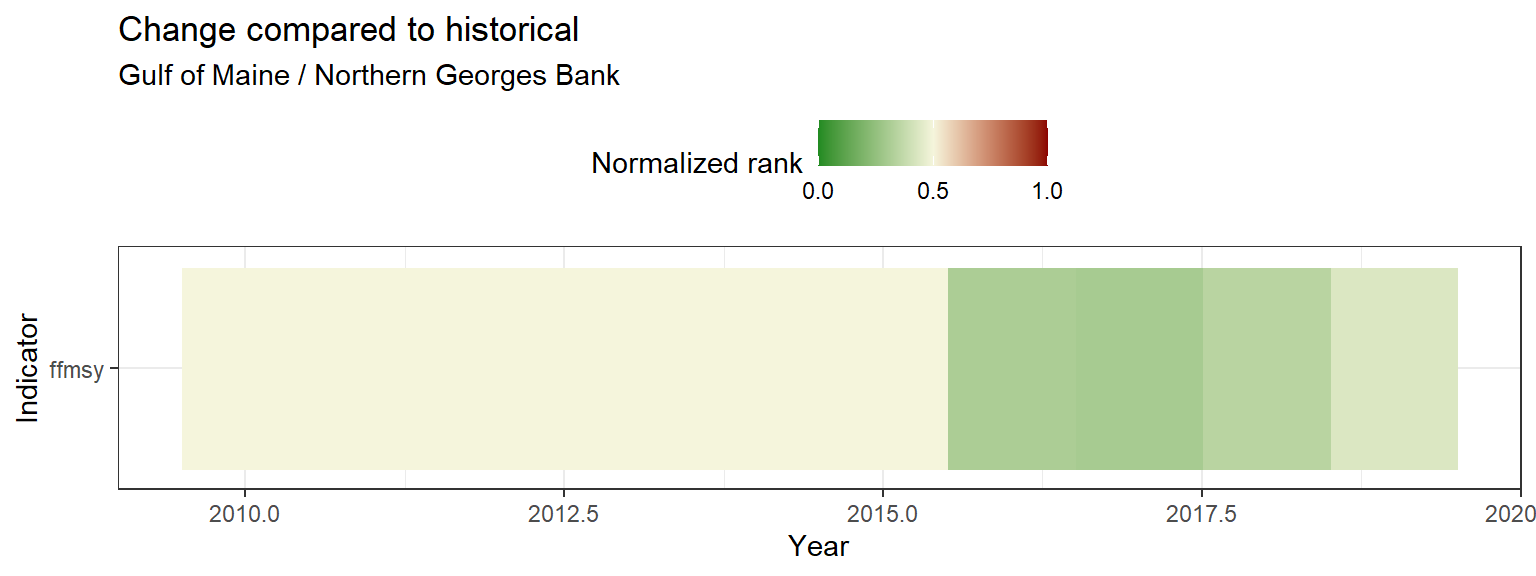 Change compared to historical
Gulf of Maine / Northern Georges Bank
Normalized rank
0.0 0.5 1.0
Indicator
ffmsy
2010.0 2012.5 2015.0 2017.5 2020
Year